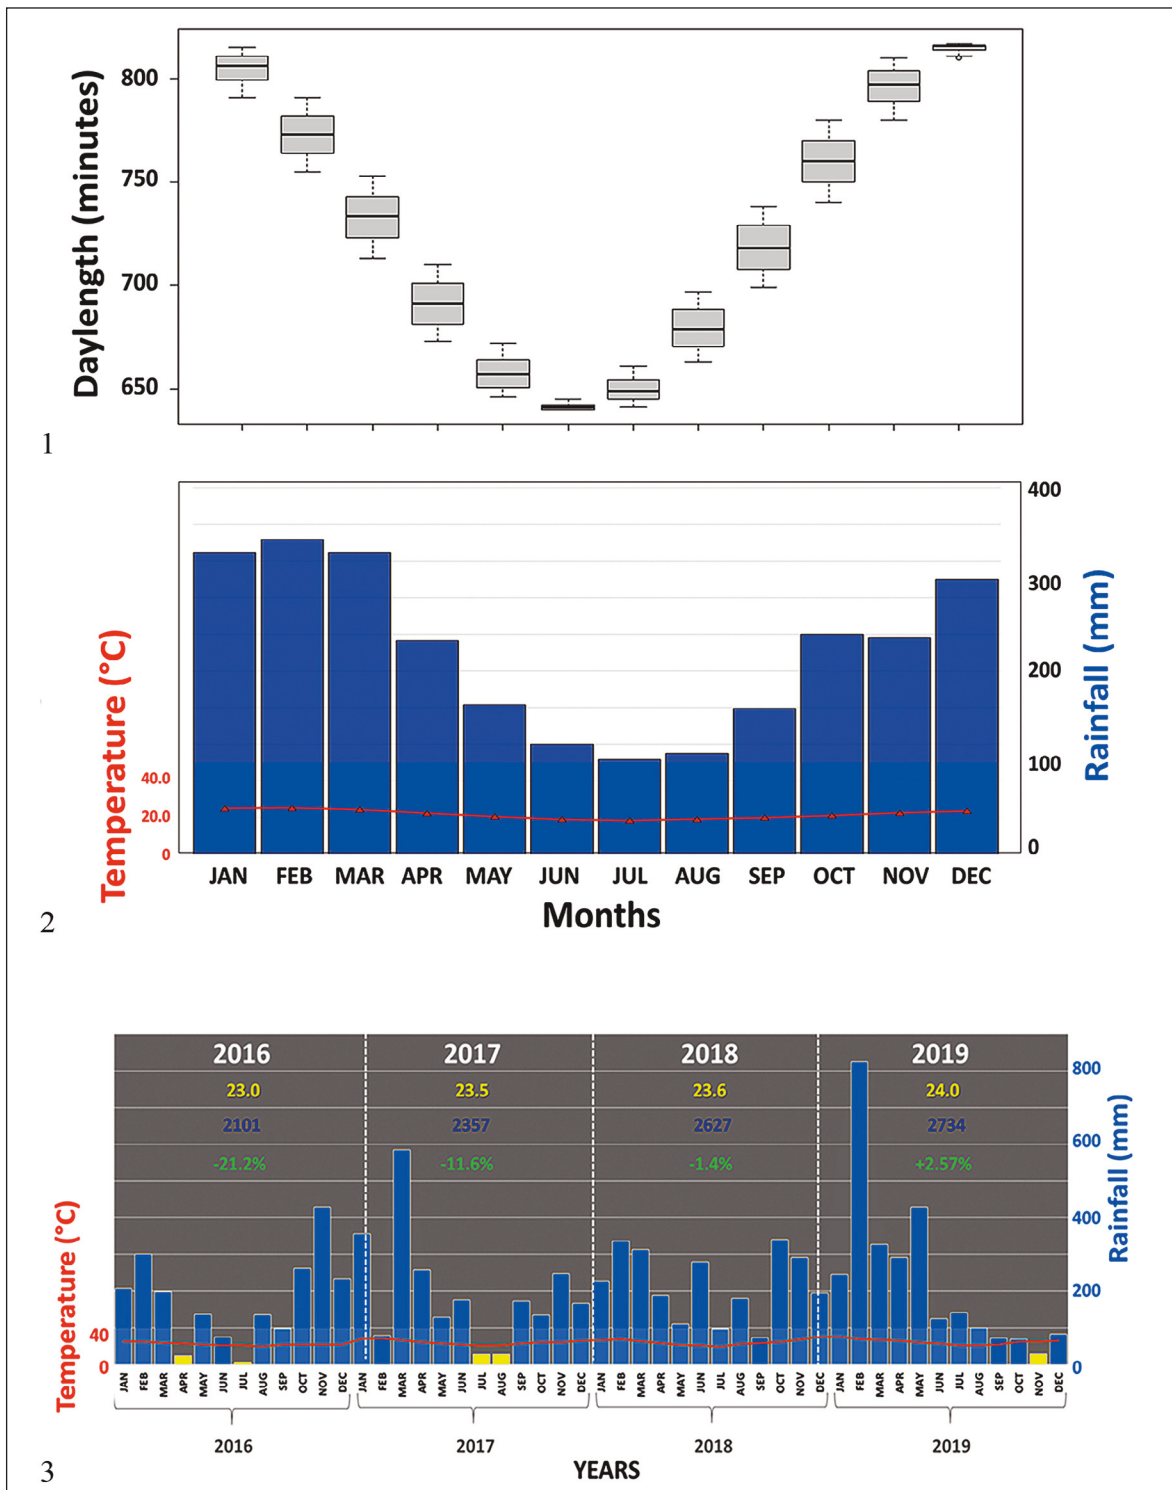 Daylength (minutes)
800
750
700
650
1
Temperature (°C)
40.0
20.0
0
400
300
200
100
0
Rainfall (mm)
JAN FEB MAR APR MAY JUN JUL AUG SEP OCT NOV DEC
Months
2
2016 2017 2018 2019
23.0 23.5 23.6 24.0
2101 2357 2627 2734
-21.2% -11.6% -1.4% +2.57%
Temperature (°C)
40
0
800
600
400
200
0
Rainfall (mm)
JAN FEB MAR APR MAY JUN JUL AUG SEP OCT NOV DEC JAN FEB MAR APR MAY JUN JUL AUG SEP OCT NOV DEC JAN FEB MAR APR MAY JUN JUL AUG SEP OCT NOV DEC JAN FEB MAR APR MAY JUN JUL AUG SEP OCT NOV DEC
2016 2017 2018 2019
YEARS
3